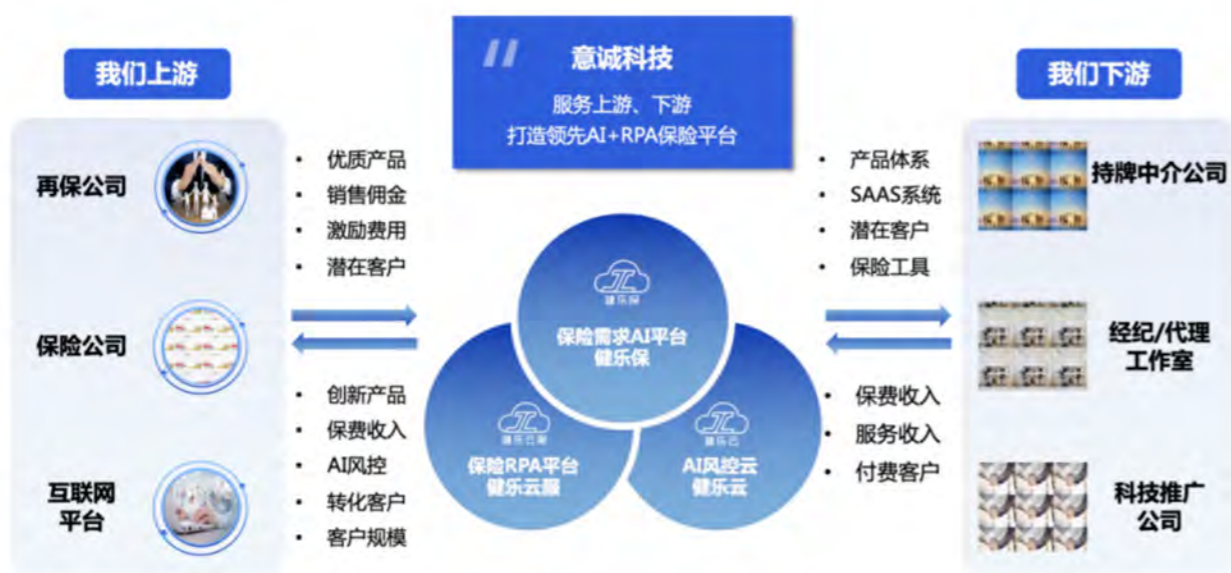 我们上游
再保公司
保险公司
互联网
平台
优质产品
销售佣金
激励费用
潜在客户
创新产品
保费收入
AI风控
转化客户
客户规模
意诚科技
服务上游、下游
打造领先AI+RPA保险平台
健乐保
保险需求AI平台
健乐保
健乐云服
保险RPA平台
健乐云服
健乐云
AI风控云
健乐云
产品体系
SAAS系统
潜在客户
保险工具
保费收入
服务收入
付费客户
我们下游
持牌中介公司
经纪/代理
工作室
科技推广
公司